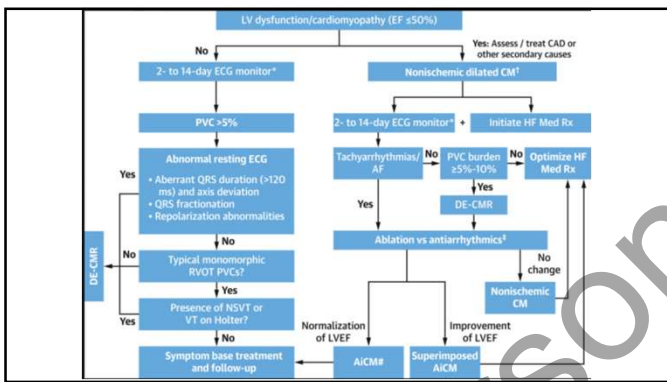 LV dysfunction/cardiomyopathy (EF ≤50%)
No
Yes: Assess / treat CAD or
other secondary causes
2- to 14-day ECG monitor*
Nonischemic dilated CM†
PVC >5%
2- to 14-day ECG monitor*
+
Initiate HF Med Rx
Yes
Abnormal resting ECG
• Aberrant QRS duration (>120
ms) and axis deviation
• QRS fractionation
• Repolarization abnormalities
Tachyarrhythmias/
AF
No
PVC burden
≥5%-10%
No
Optimize HF
Med Rx
Yes
Yes
DE-CMR
No
Ablation vs antiarrhythmics‡
DE-CMR
No
Typical monomorphic
RVOT PVCs?
No
change
Nonischemic
CM
Yes
Yes
Presence of NSVT or
VT on Holter?
Normalization
of LVEF
Improvement
of LVEF
No
Symptom base treatment
and follow-up
AiCM#
Superimposed
AiCM